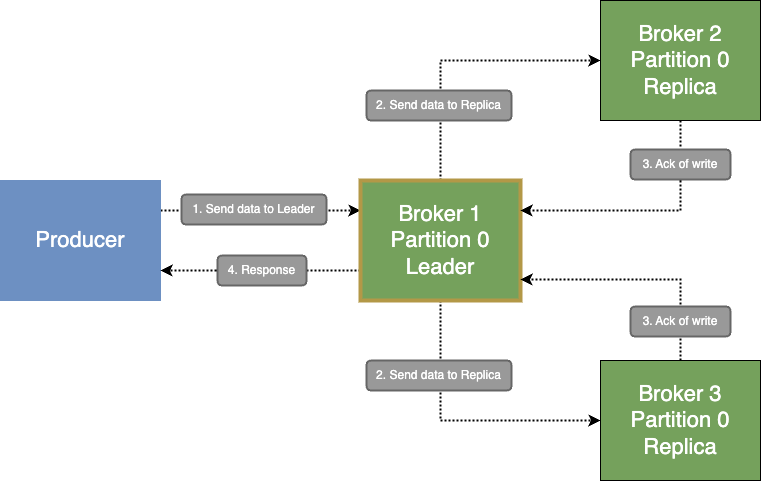 Broker 2
Partition 0
Replica
2. Send data to Replica
3. Ack of write
1. Send data to Leader
Producer
Broker 1
Partition 0
Leader
4. Response
3. Ack of write
2. Send data to Replica
Broker 3
Partition 0
Replica